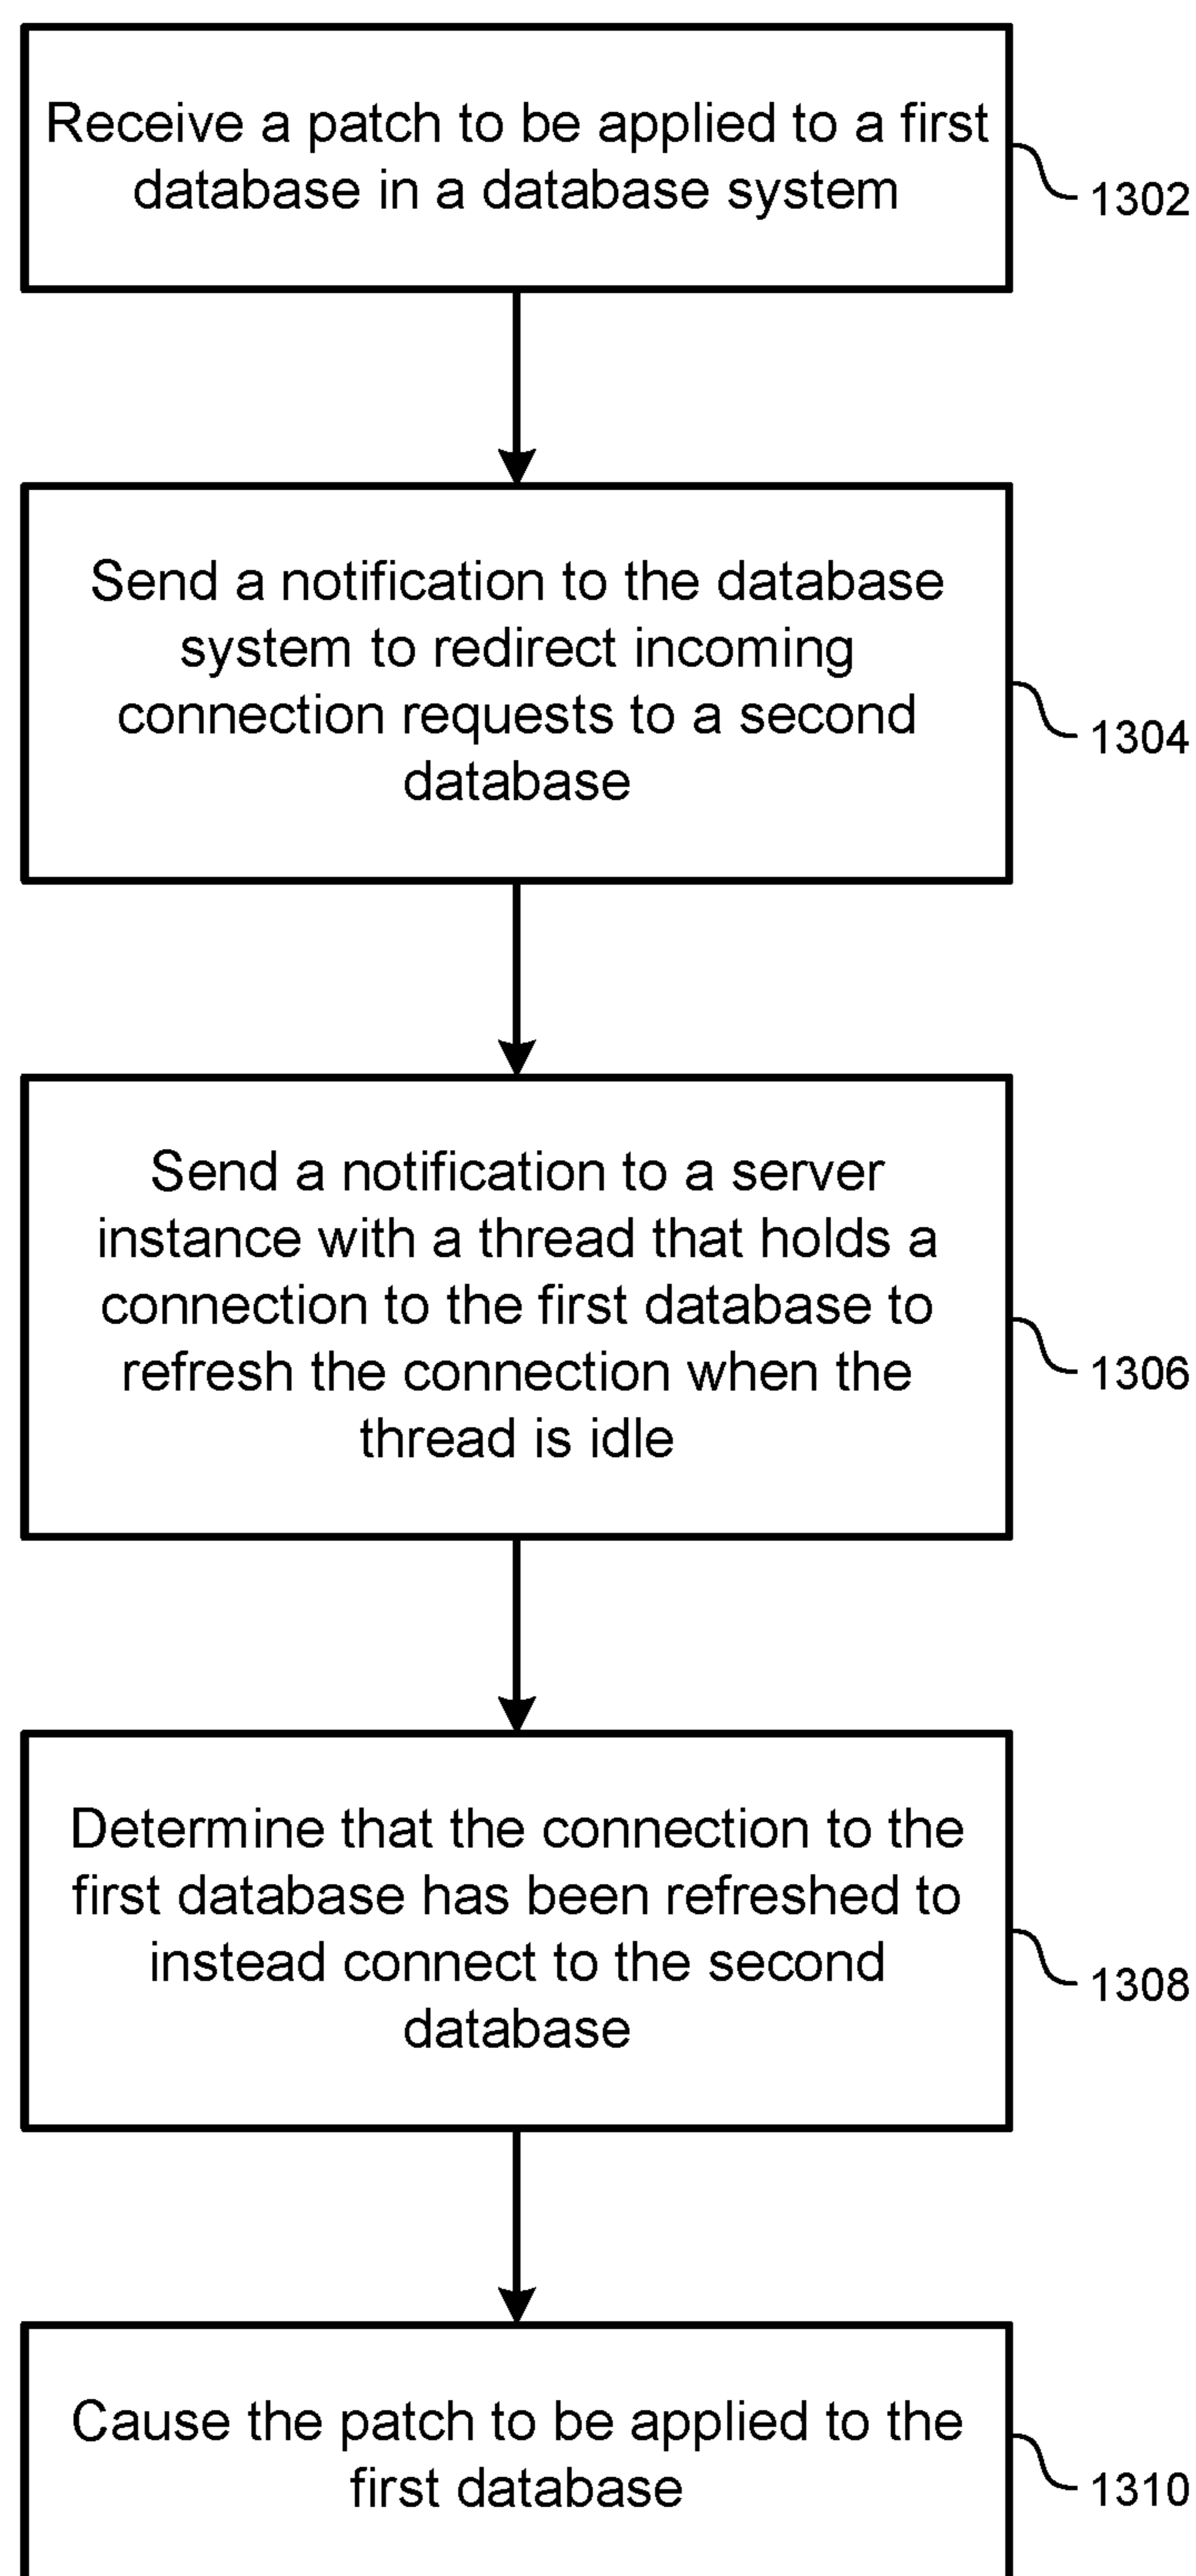 Receive a patch to be applied to a first
database in a database system
1302
Send a notification to the database
system to redirect incoming
connection requests to a second
database
1304
Send a notification to a server
instance with a thread that holds a
connection to the first database to
refresh the connection when the
thread is idle
1306
Determine that the connection to the
first database has been refreshed to
instead connect to the second
database
1308
Cause the patch to be applied to the
first database
1310